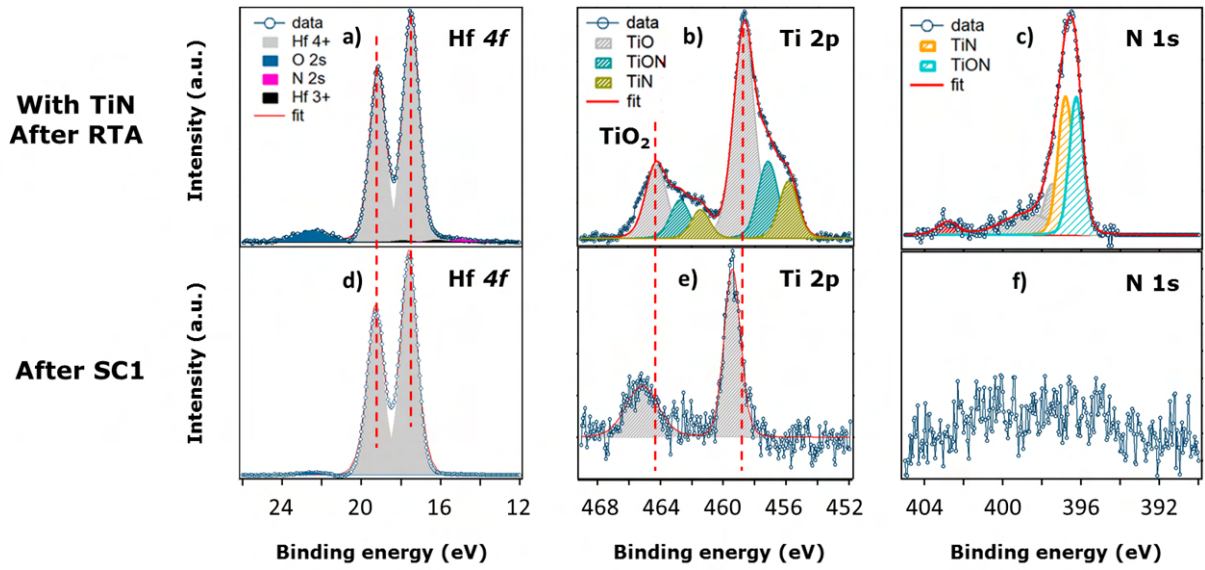 With TiN
After RTA
Intensity (a.u.)
data
Hf 4+
O 2s
N 2s
Hf 3+
fit
a)
Hf 4f
data
TiO
TiON
TiN
fit
b)
Ti 2p
TiO₂
data
TiN
TiON
fit
c)
N 1s
After SC1
Intensity (a.u.)
d)
Hf 4f
e)
Ti 2p
f)
N 1s
24 20 16 12
468 464 460 456 452
404 400 396 392
Binding energy (eV)
Binding energy (eV)
Binding energy (eV)